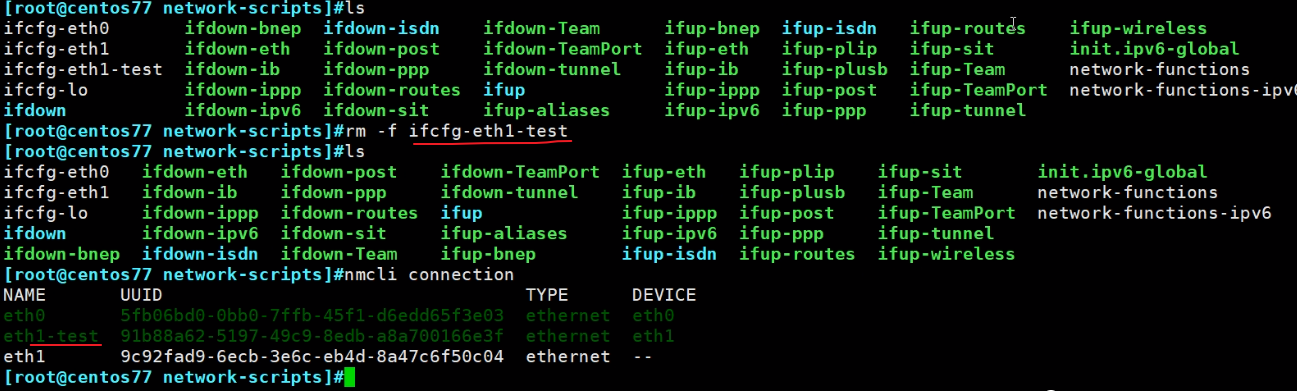 [root@centos77 network-scripts]#ls
ifcfg-eth0 ifdown-bnep ifdown-isdn ifdown-Team ifup-bnep ifup-isdn ifup-routes ifup-wireless
ifcfg-eth1 ifdown-eth ifdown-post ifdown-TeamPort ifup-eth ifup-plip ifup-sit init.ipv6-global
ifcfg-eth1-test ifdown-ib ifdown-ppp ifdown-tunnel ifup-ib ifup-plusb ifup-Team network-functions
ifcfg-lo ifdown-ippp ifdown-routes ifup ifup-ippp ifup-post ifup-TeamPort network-functions-ipv6
ifdown ifdown-ipv6 ifdown-sit ifup-aliases ifup-ipv6 ifup-ppp ifup-tunnel
[root@centos77 network-scripts]#rm -f ifcfg-eth1-test
[root@centos77 network-scripts]#ls
ifcfg-eth0 ifdown-eth ifdown-post ifdown-TeamPort ifup-eth ifup-plip ifup-sit init.ipv6-global
ifcfg-eth1 ifdown-ib ifdown-ppp ifdown-tunnel ifup-ib ifup-plusb ifup-Team network-functions
ifcfg-lo ifdown-ippp ifdown-routes ifup ifup-ippp ifup-post ifup-TeamPort network-functions-ipv6
ifdown ifdown-ipv6 ifdown-sit ifup-aliases ifup-ipv6 ifup-ppp ifup-tunnel
ifdown-bnep ifdown-isdn ifdown-Team ifup-bnep ifup-isdn ifup-routes ifup-wireless
[root@centos77 network-scripts]#nmcli connection
NAME UUID TYPE DEVICE
eth0 5fb06bd0-0bb0-7ffb-45f1-d6edd65f3e03 ethernet eth0
eth1-test 91b88a62-5197-49c9-8edb-a8a700166e3f ethernet eth1
eth1 9c92fad9-6ecb-3e6c-eb4d-8a47c6f50c04 ethernet --
[root@centos77 network-scripts]#